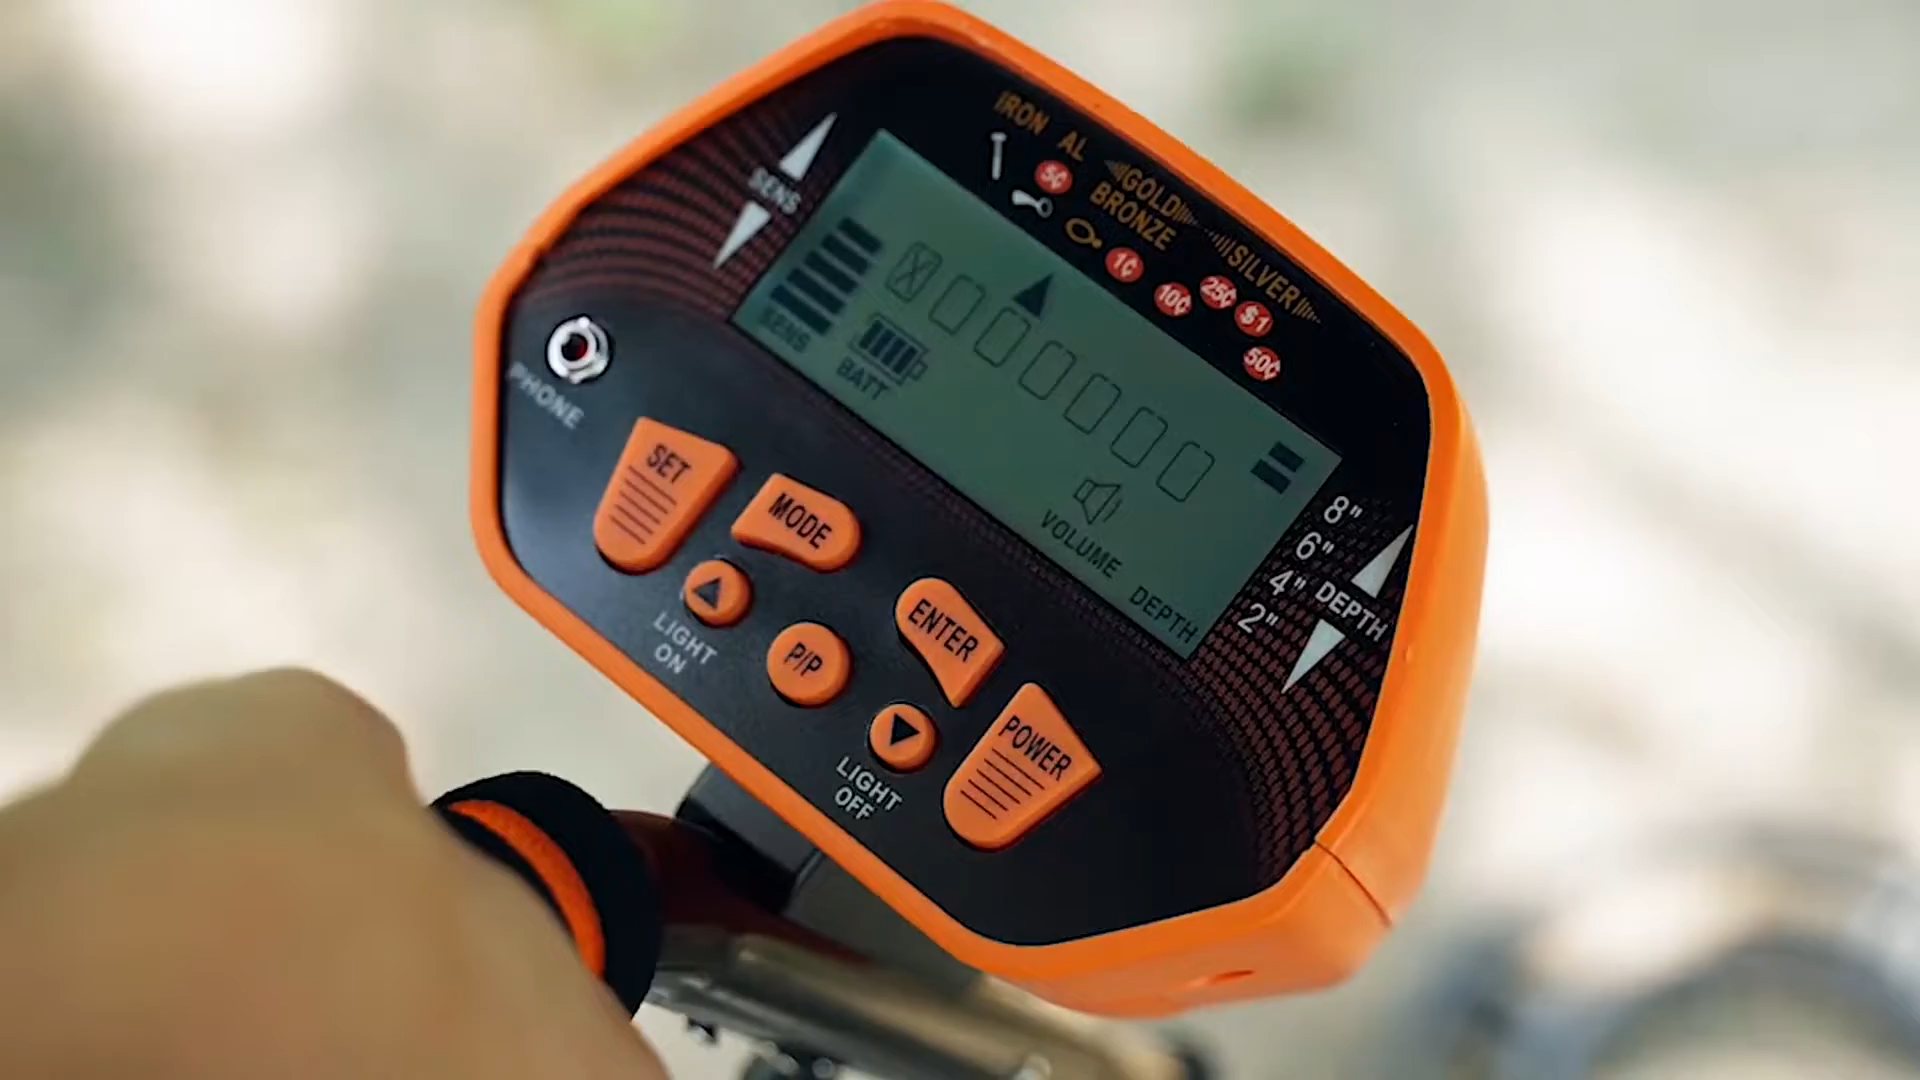 IRON AL GOLD
BRONZE
SILVER
5¢
1¢ 10¢ 25¢ $1
50¢
SENS
SENS
BATT
VOLUME
DEPTH
8"
6"
4"
2"
DEPTH
PHONE
SET
MODE
LIGHT
ON
P/P
ENTER
LIGHT
OFF
POWER